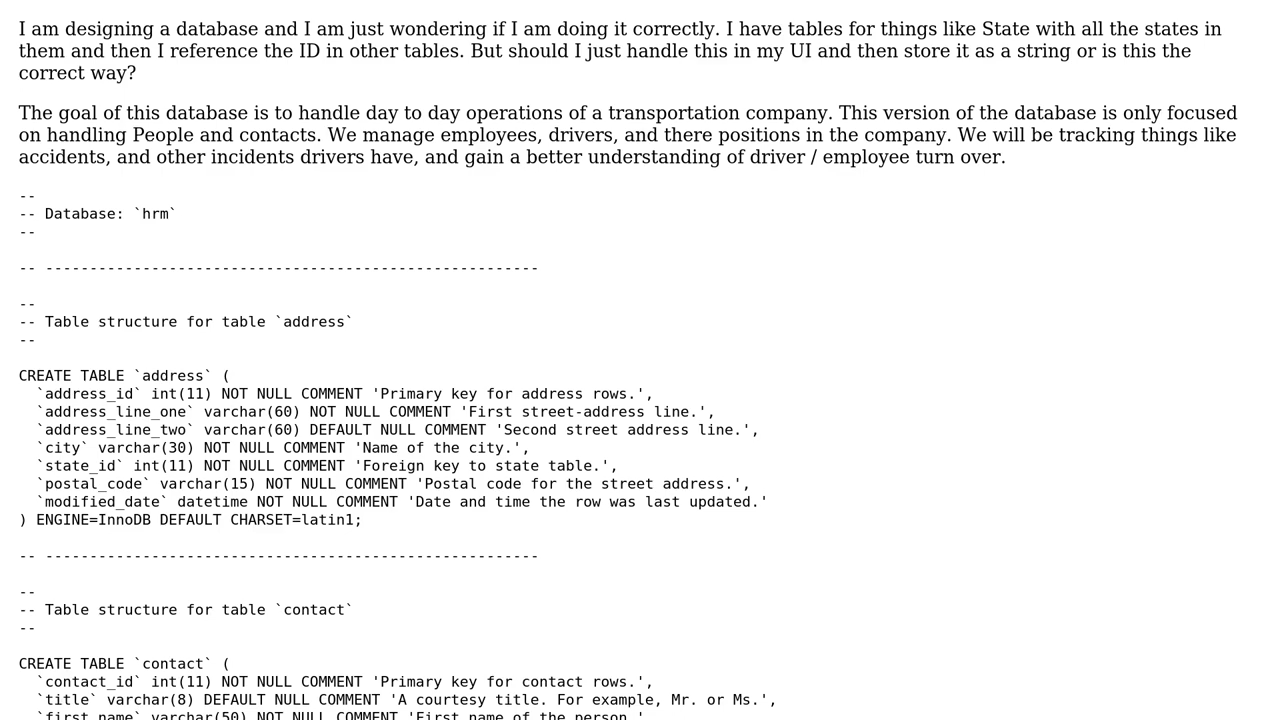 I am designing a database and I am just wondering if I am doing it correctly. I have tables for things like State with all the states in
them and then I reference the ID in other tables. But should I just handle this in my UI and then store it as a string or is this the
correct way?
The goal of this database is to handle day to day operations of a transportation company. This version of the database is only focused
on handling People and contacts. We manage employees, drivers, and there positions in the company. We will be tracking things like
accidents, and other incidents drivers have, and gain a better understanding of driver / employee turn over.
--
-- Database: `hrm`
--
-- -------------------------------------------------------
--
-- Table structure for table `address`
--
CREATE TABLE `address` (
  `address_id` int(11) NOT NULL COMMENT 'Primary key for address rows.',
  `address_line_one` varchar(60) NOT NULL COMMENT 'First street-address line.',
  `address_line_two` varchar(60) DEFAULT NULL COMMENT 'Second street address line.',
  `city` varchar(30) NOT NULL COMMENT 'Name of the city.',
  `state_id` int(11) NOT NULL COMMENT 'Foreign key to state table.',
  `postal_code` varchar(15) NOT NULL COMMENT 'Postal code for the street address.',
  `modified_date` datetime NOT NULL COMMENT 'Date and time the row was last updated.'
) ENGINE=InnoDB DEFAULT CHARSET=latin1;
-- -------------------------------------------------------
--
-- Table structure for table `contact`
--
CREATE TABLE `contact` (
  `contact_id` int(11) NOT NULL COMMENT 'Primary key for contact rows.',
  `title` varchar(8) DEFAULT NULL COMMENT 'A courtesy title. For example, Mr. or Ms.',
  `first_name` varchar(50) NOT NULL COMMENT 'First name of the person.'